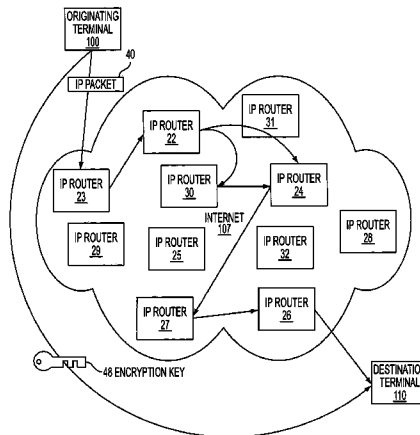 ORIGINATING
TERMINAL
100
40
IP PACKET
IP ROUTER
31
IP ROUTER
22
IP ROUTER
23
IP ROUTER
30
IP ROUTER
24
INTERNET
107
IP ROUTER
29
IP ROUTER
25
IP ROUTER
32
IP ROUTER
28
IP ROUTER
27
IP ROUTER
26
48 ENCRYPTION KEY
DESTINATION
TERMINAL
110